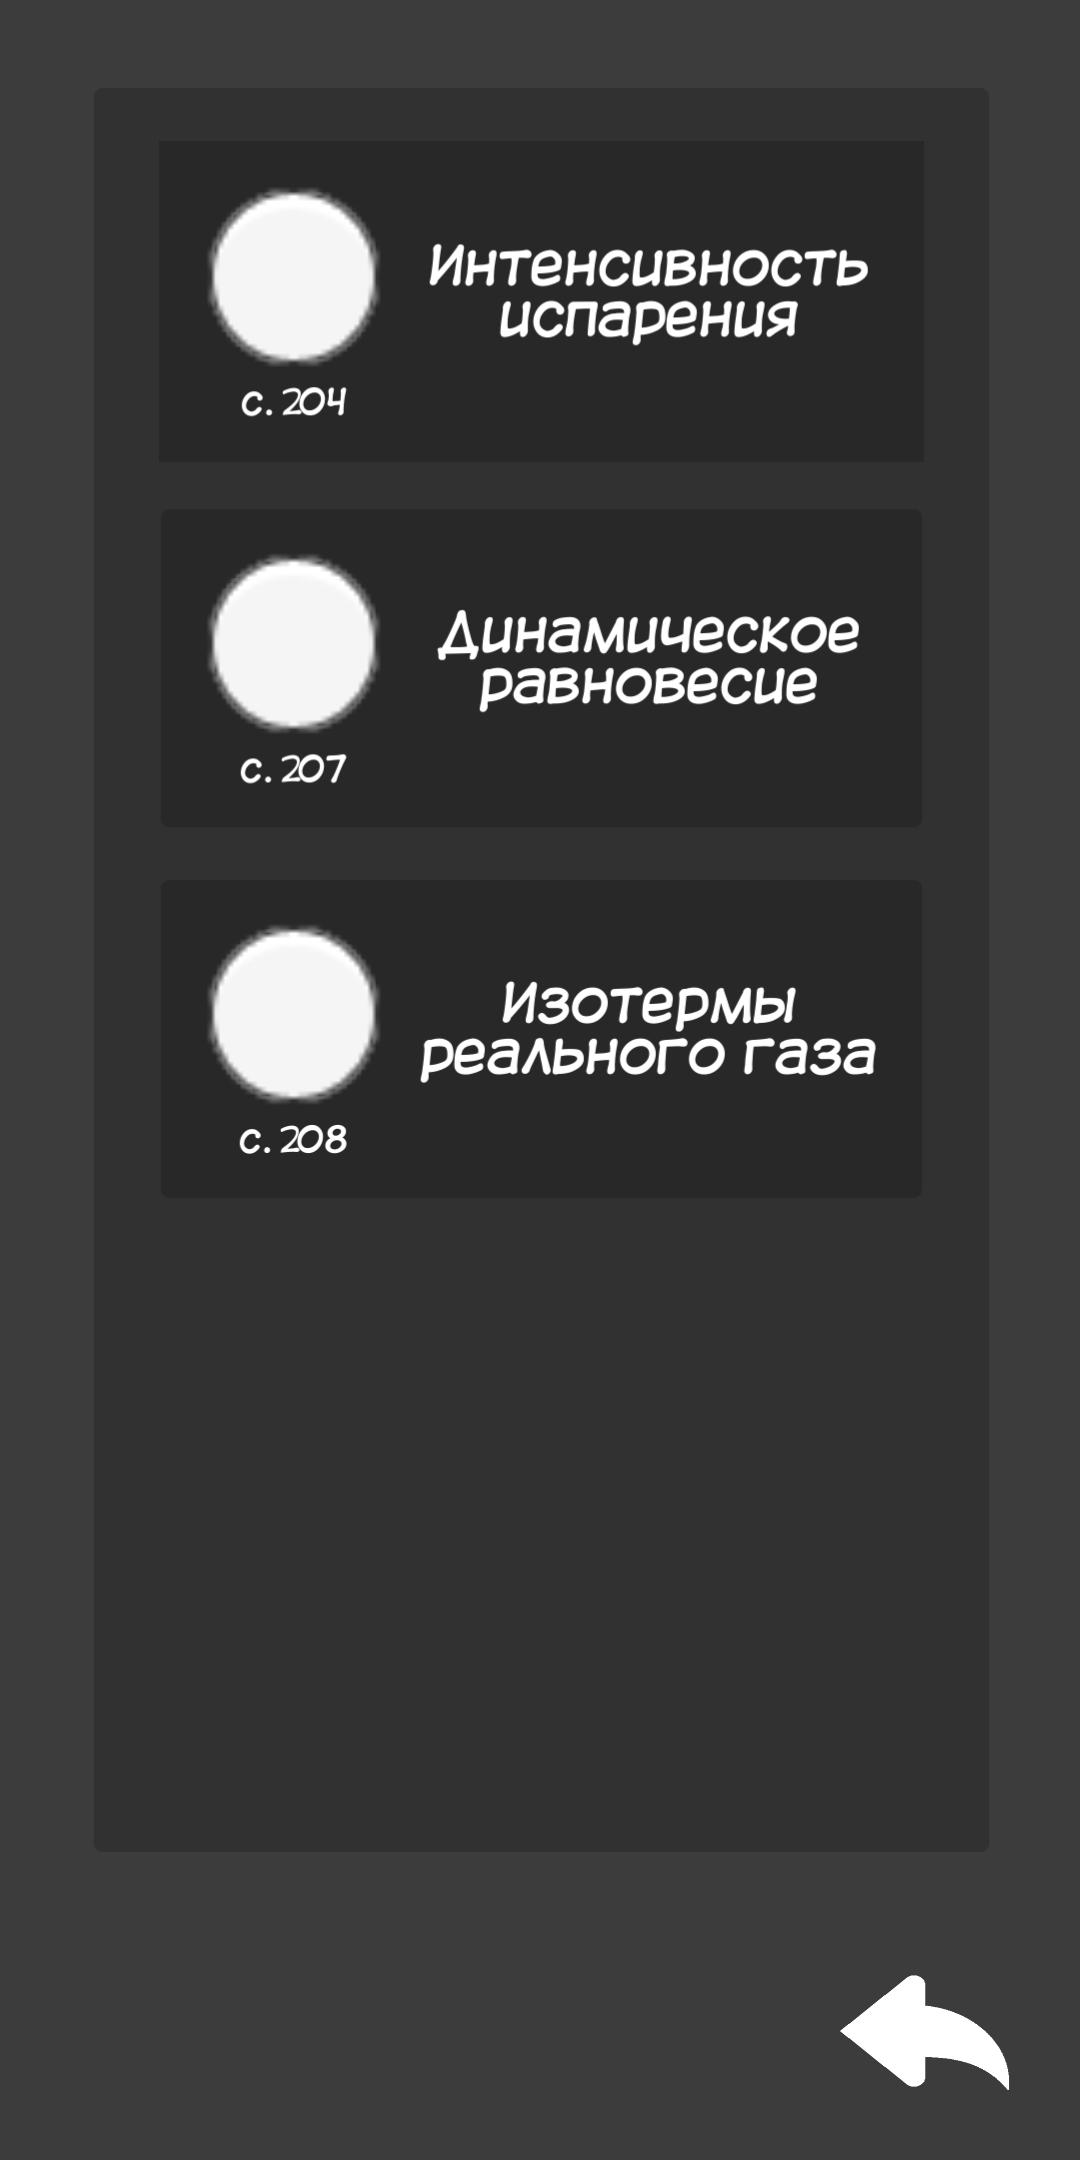 Интенсивность
испарения
с. 204
Динамическое
равновесие
с. 207
Изотермы
реального газа
с. 208